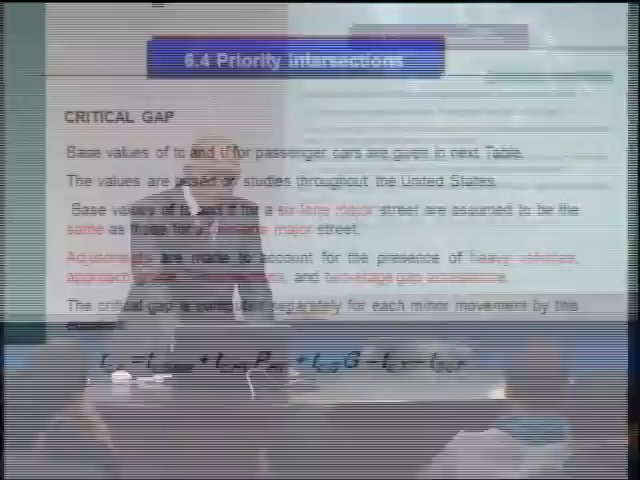 6.4 Priority Intersections
CRITICAL GAP
Base values of tc and tf for passenger cars are given in next Table.
The values are based on studies throughout the United States.
Base values of tc and tf for a six-lane major street are assumed to be the
same as those for a four-lane major street.
Adjustments are made to account for the presence of heavy vehicles,
approach grade, and two-stage gap acceptance.
The critical gap is computed separately for each minor movement by this
equation